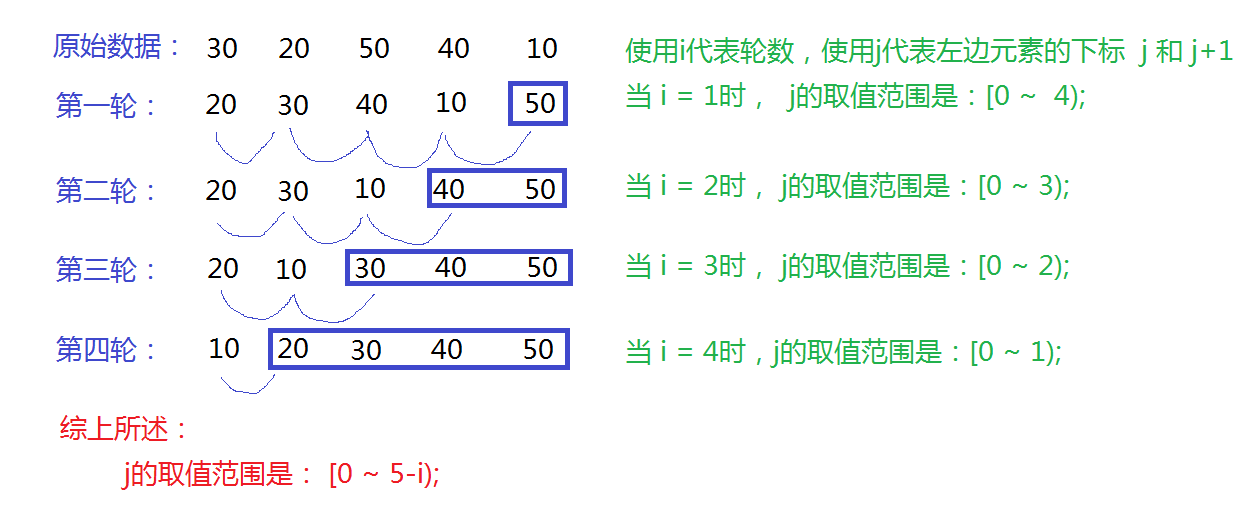 原始数据： 30 20 50 40 10 使用i代表轮数，使用j代表左边元素的下标 j 和 j+1
第一轮： 20 30 40 10 50 当 i = 1时， j的取值范围是：[0 ~ 4);
第二轮： 20 30 10 40 50 当 i = 2时， j的取值范围是：[0 ~ 3);
第三轮： 20 10 30 40 50 当 i = 3时， j的取值范围是：[0 ~ 2);
第四轮： 10 20 30 40 50 当 i = 4时，j的取值范围是：[0 ~ 1);
综上所述：
j的取值范围是： [0 ~ 5-i);